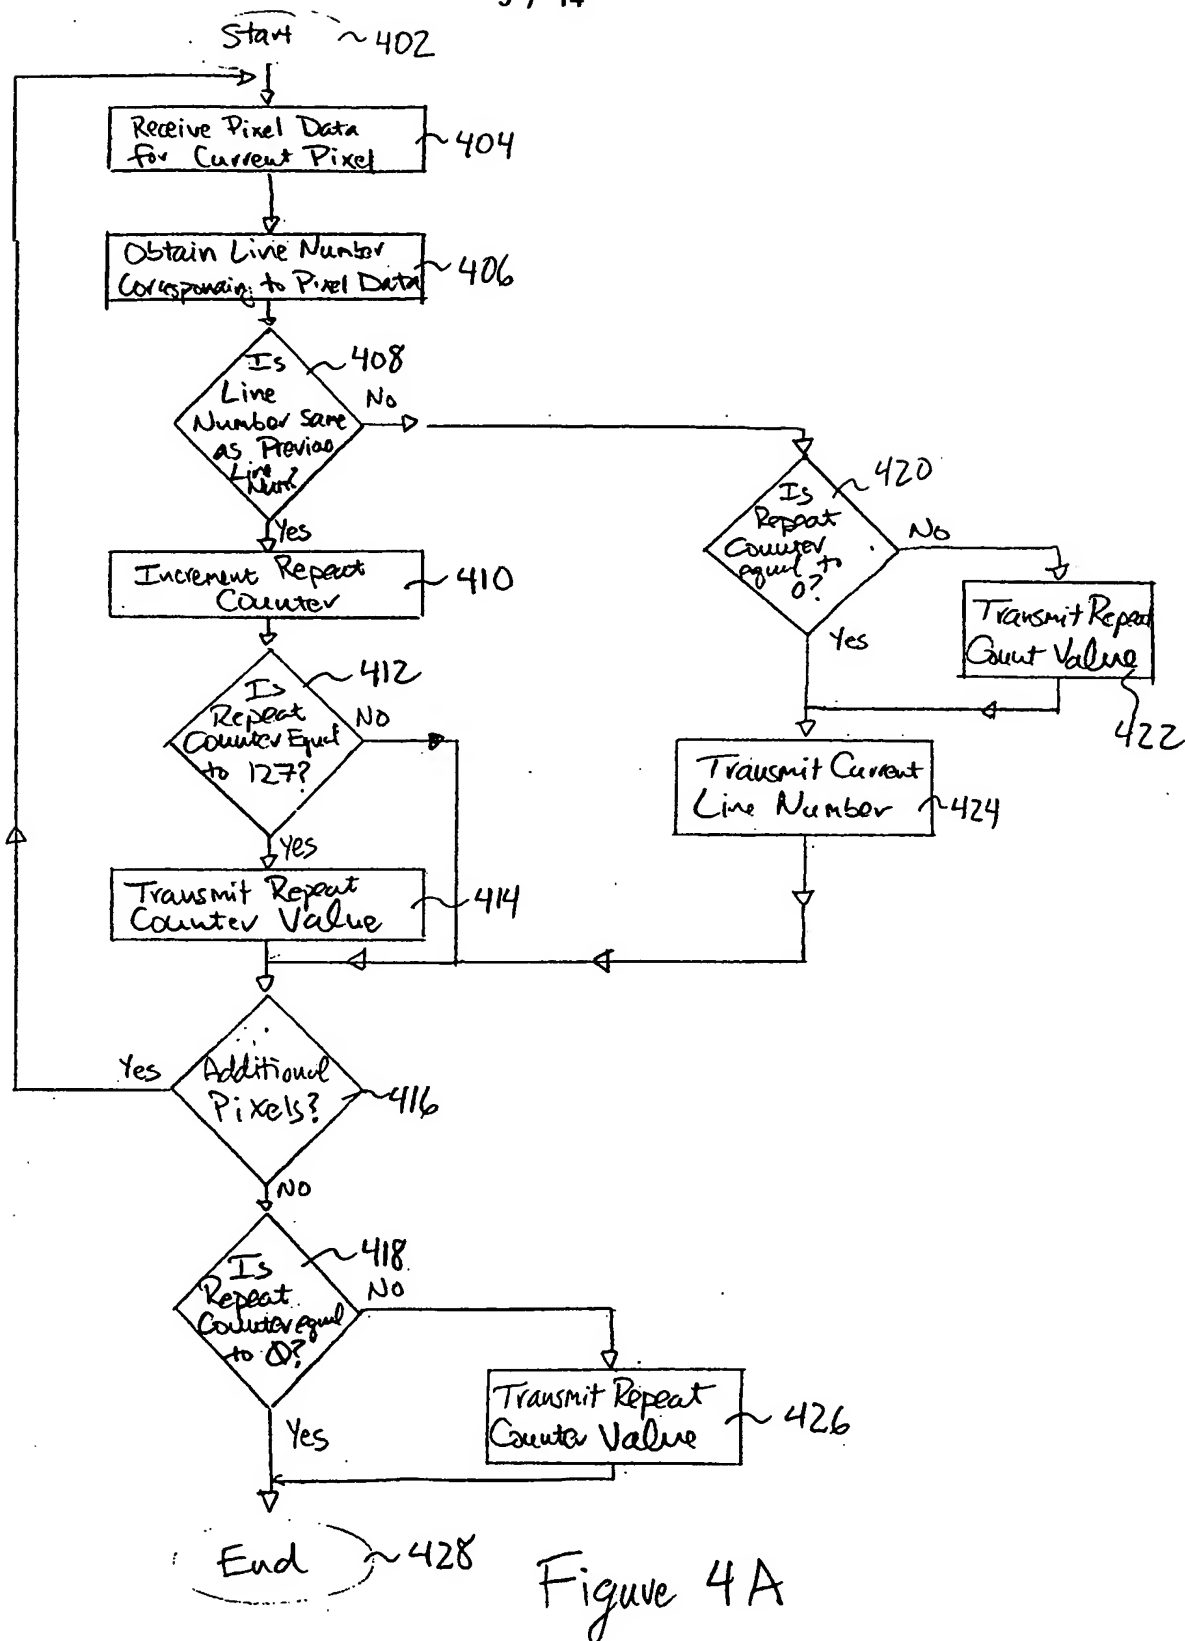 Start 402
Receive Pixel Data
for Current Pixel
404
Obtain Line Number
Corresponding to Pixel Data
406
Is
Line
Number same
as Previous
Line
Num?
408
No
Yes
Increment Repeat
Counter
410
Is
Repeat
Counter Equal
to 127?
412
No
Yes
Transmit Repeat
Counter Value
414
Is
Repeat
Counter
equal to
0?
420
No
Yes
Transmit Repeat
Count Value
422
Transmit Current
Line Number
424
Additional
Pixels?
416
Yes
No
Is
Repeat
Counter equal
to 0?
418
No
Yes
Transmit Repeat
Counter Value
426
End 428
Figure 4A